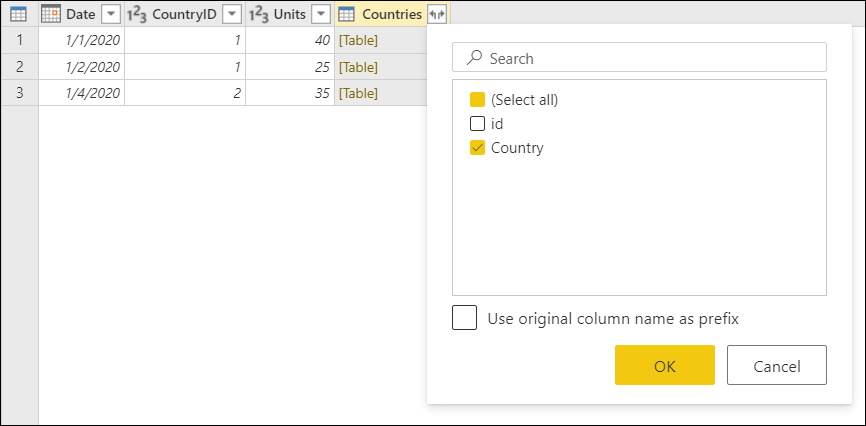 Date 1²3 CountryID 1²3 Units Countries
1 1/1/2020 1 40 [Table]
2 1/2/2020 1 25 [Table]
3 1/4/2020 2 35 [Table]
Search
(Select all)
id
Country
Use original column name as prefix
OK Cancel